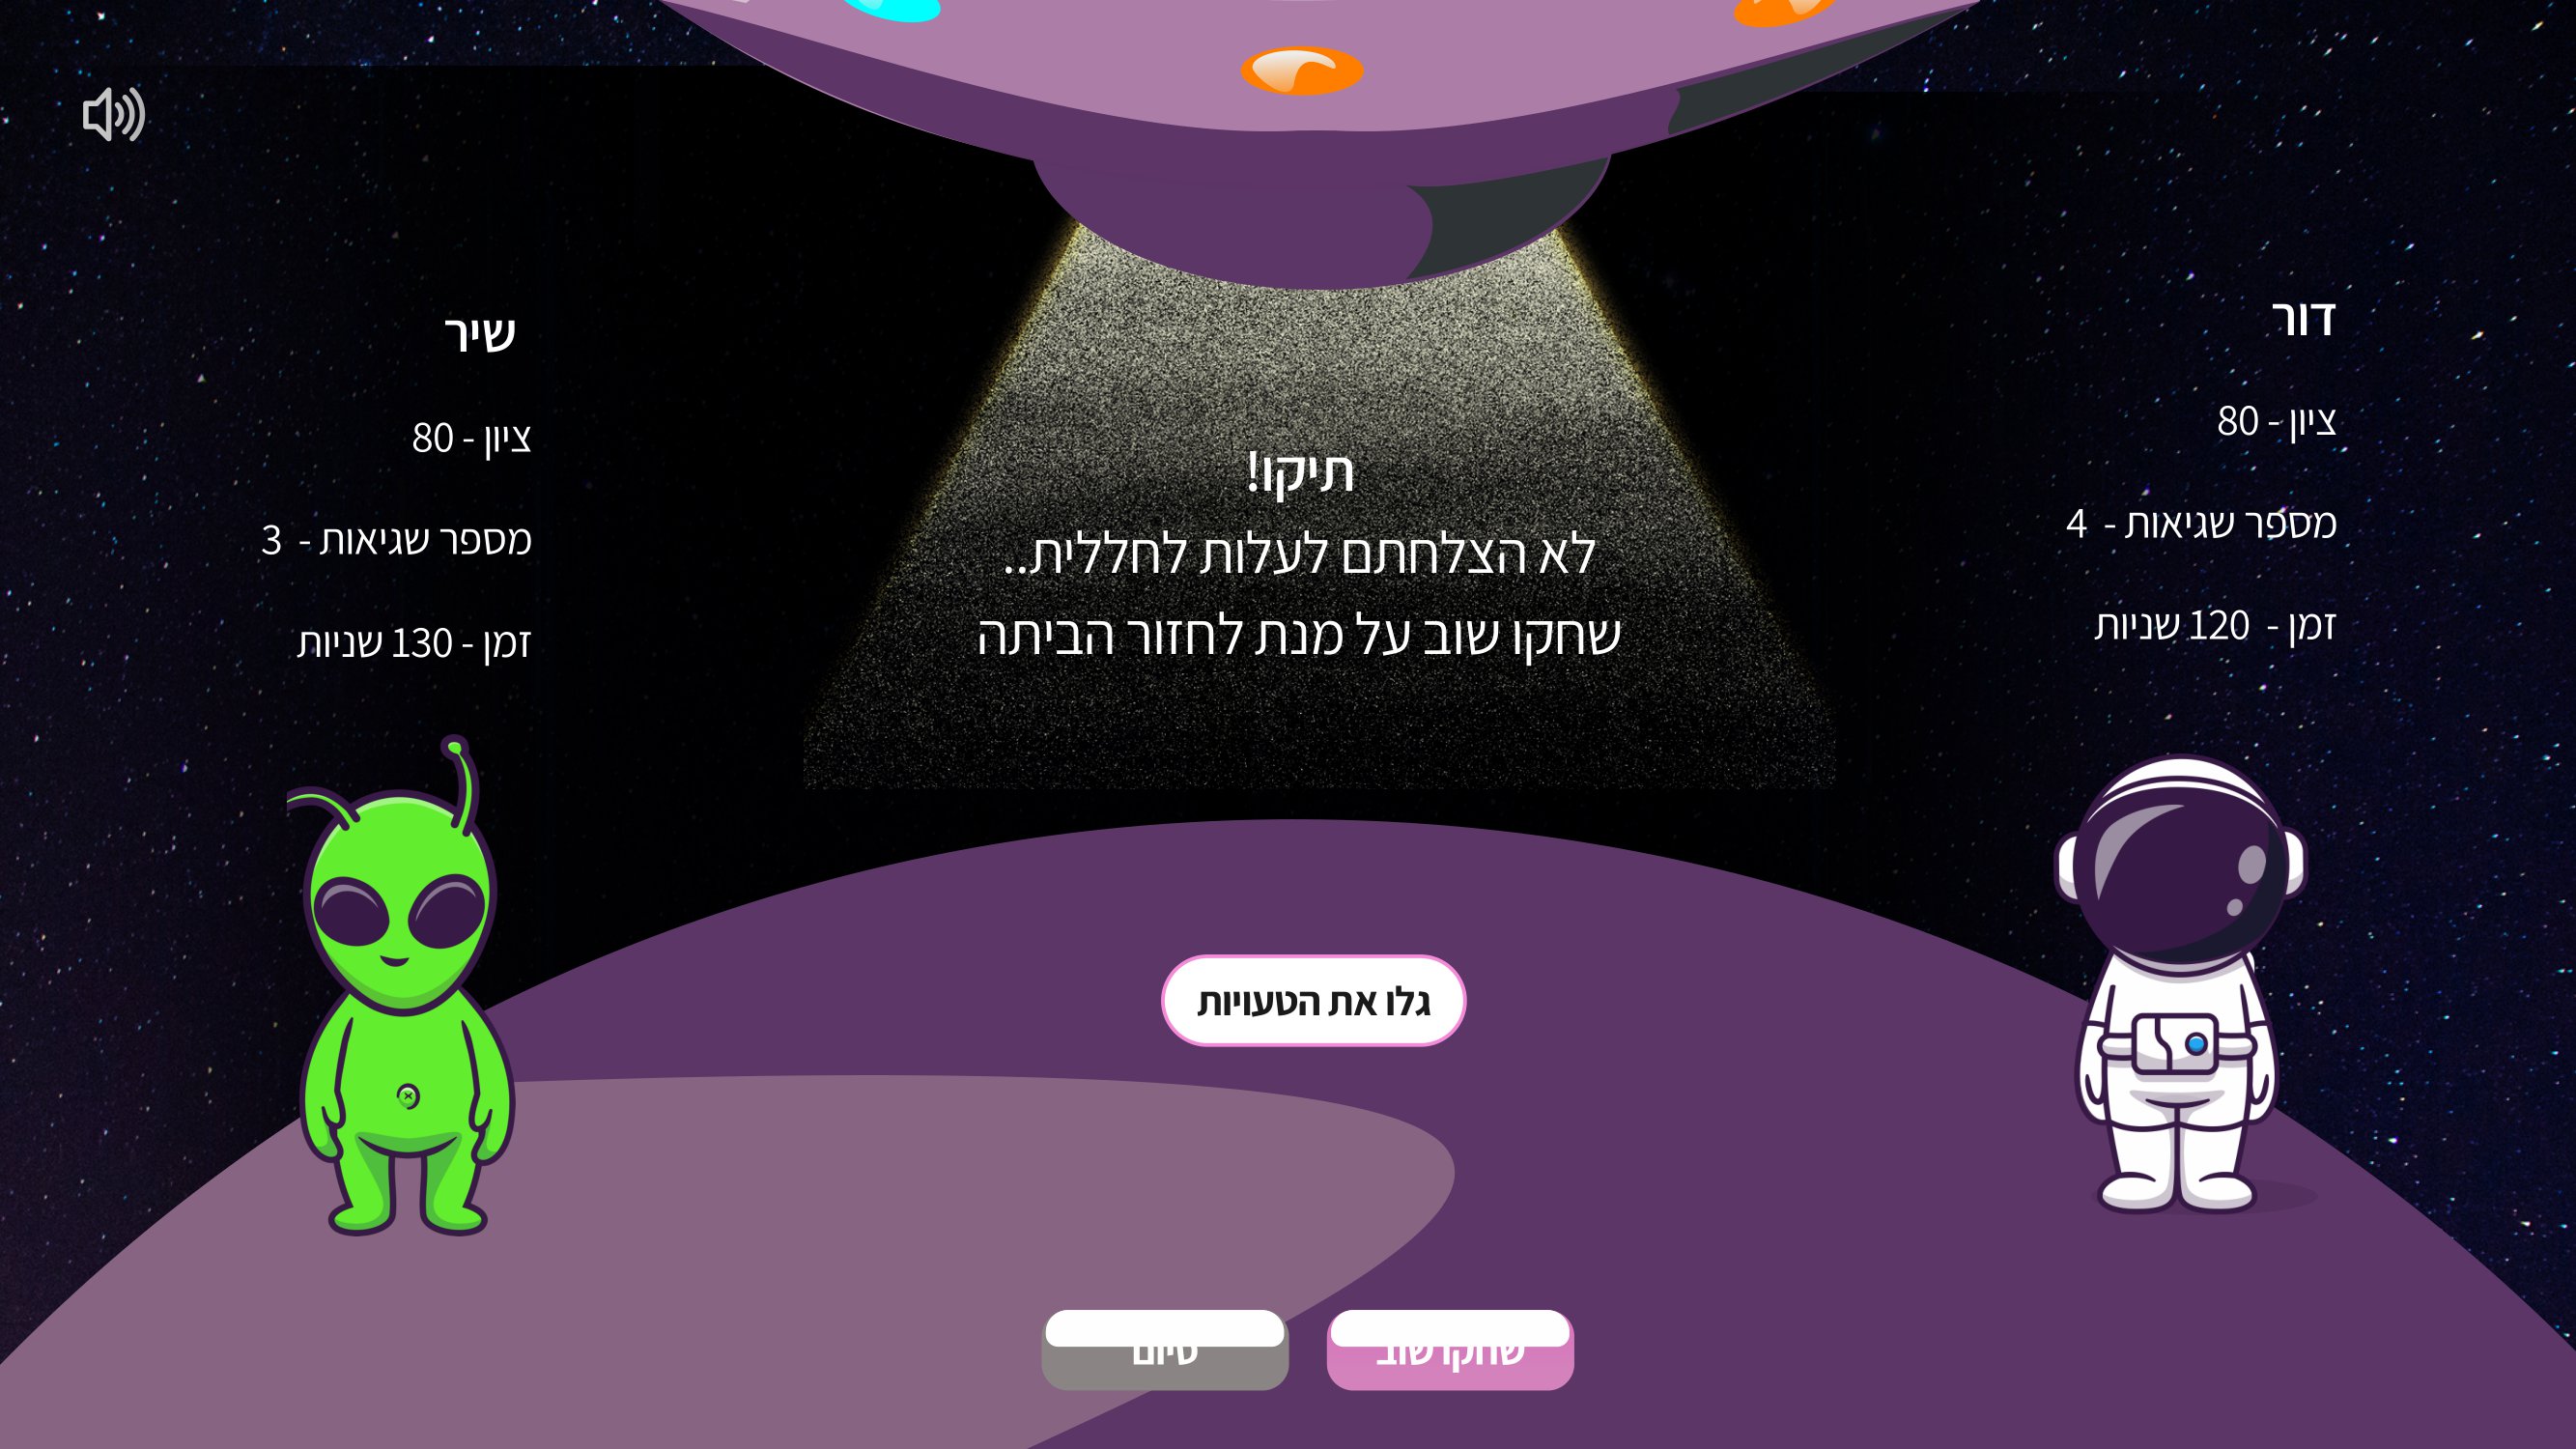 דור
ציון - 80
מספר שגיאות - 4
זמן - 120 שניות
תיקו!
לא הצלחתם לעלות לחללית..
שחקו שוב על מנת לחזור הביתה
שיר
ציון - 80
מספר שגיאות - 3
זמן - 130 שניות
גלו את הטעויות
שחקו שוב
סיום